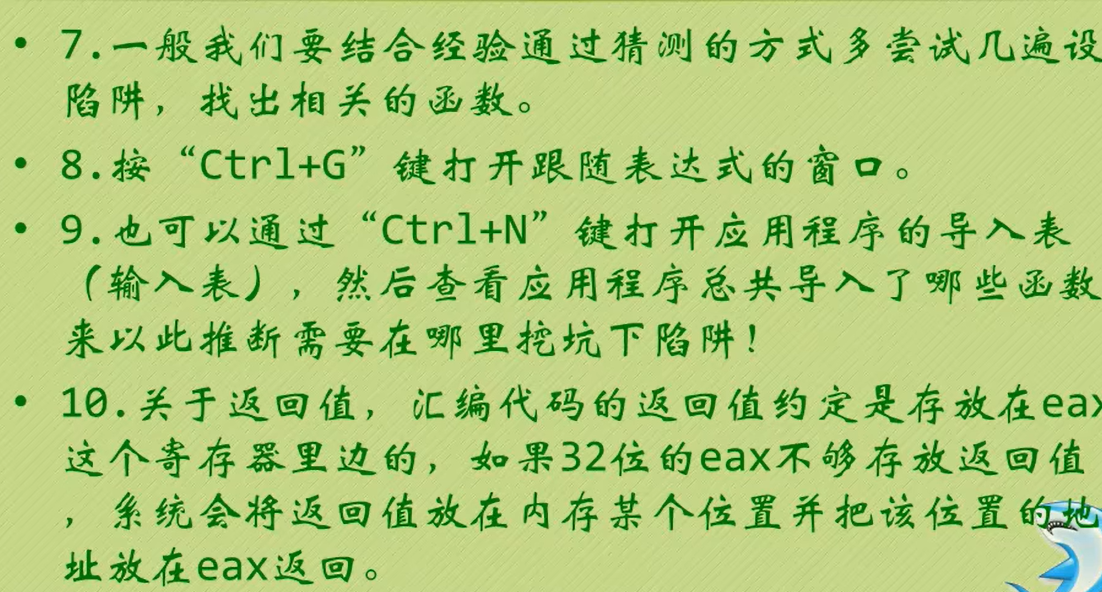 • 7.一般我们要结合经验通过猜测的方式多尝试几遍设
陷阱，找出相关的函数。
• 8.按“Ctrl+G”键打开跟随表达式的窗口。
• 9.也可以通过“Ctrl+N”键打开应用程序的导入表
（输入表），然后查看应用程序总共导入了哪些函数
来以此推断需要在哪里挖坑下陷阱！
• 10.关于返回值，汇编代码的返回值约定是存放在eax
这个寄存器里边的，如果32位的eax不够存放返回值
，系统会将返回值放在内存某个位置并把该位置的地
址放在eax返回。